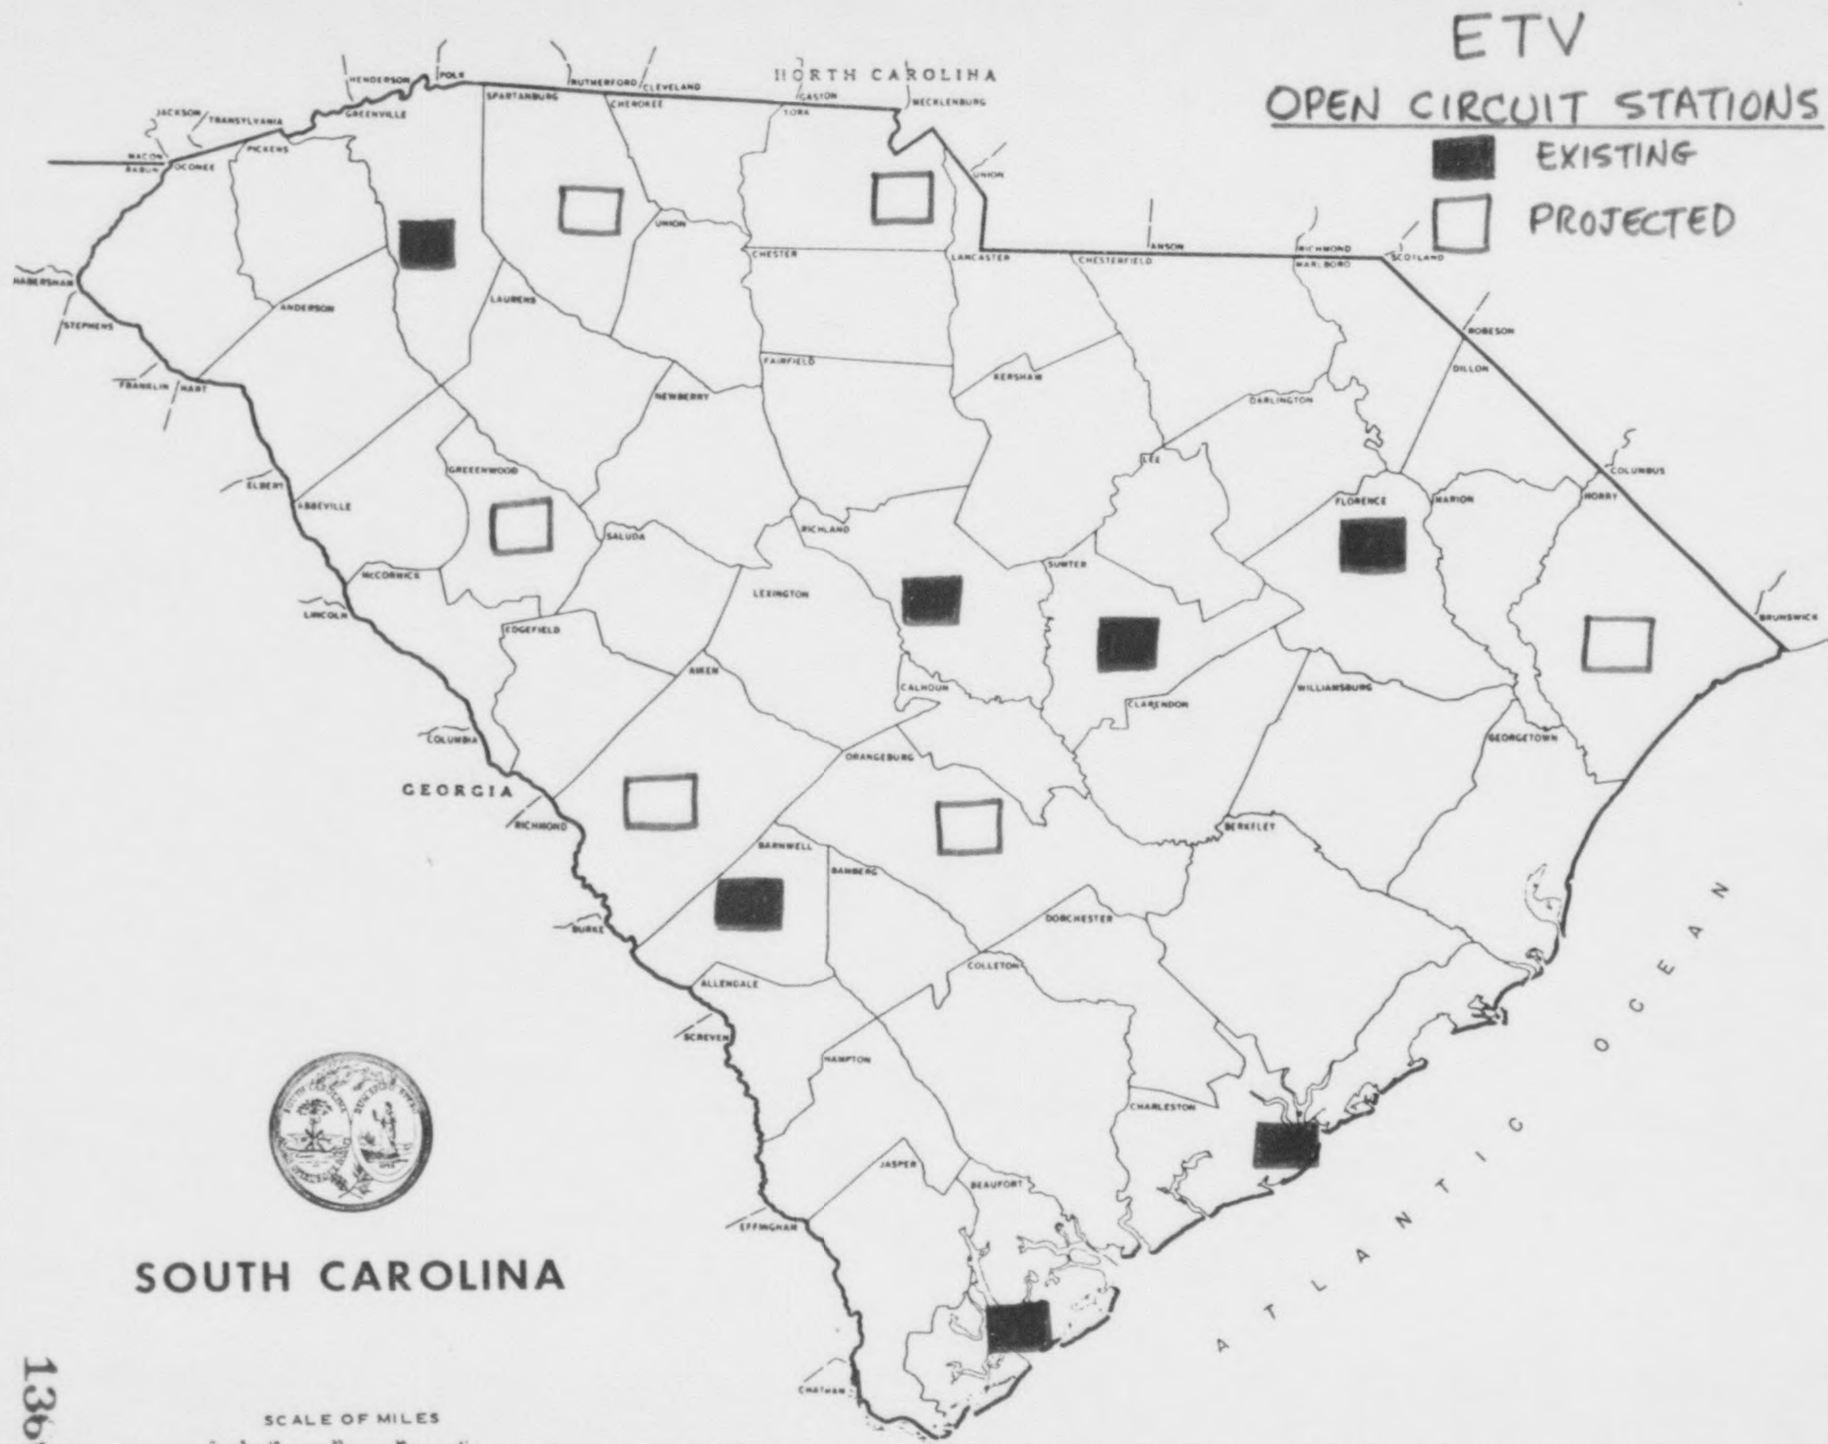 ETV
OPEN CIRCUIT STATIONS
EXISTING
PROJECTED
NORTH CAROLINA
HENDERSON
POLK
RUTHERFORD
CLEVELAND
GASTON
MECKLENBURG
JACKSON
TRANSYLVANIA
GREENVILLE
SPARTANBURG
CHEROKEE
YORK
MACON
RABUN
OCONEE
PICKENS
UNION
UNION
CHESTER
LANCASTER
CHESTERFIELD
ANSON
RICHMOND
MARLBORO
SCOTLAND
HABERSHAM
STEPHENS
ANDERSON
LAURENS
ROBESON
DILLON
FRANKLIN
HART
NEWBERRY
FAIRFIELD
KERSHAW
DARLINGTON
ELBERT
ABBEVILLE
GREEENWOOD
LEE
FLORENCE
MARION
HORRY
COLUMBUS
SALUDA
RICHLAND
McCORMICK
LINCOLN
LEXINGTON
SUMTER
BRUNSWICK
EDGEFIELD
AIKEN
CALHOUN
CLARENDON
WILLIAMSBURG
COLUMBIA
GEORGIA
ORANGEBURG
GEORGETOWN
RICHMOND
BARNWELL
BAMBERG
BERKELEY
BURKE
DORCHESTER
ALLENDALE
COLLETON
SCREVEN
HAMPTON
CHARLESTON
JASPER
BEAUFORT
EFFINGHAM
CHATHAM
ATLANTIC OCEAN
SOUTH CAROLINA
SCALE OF MILES
136